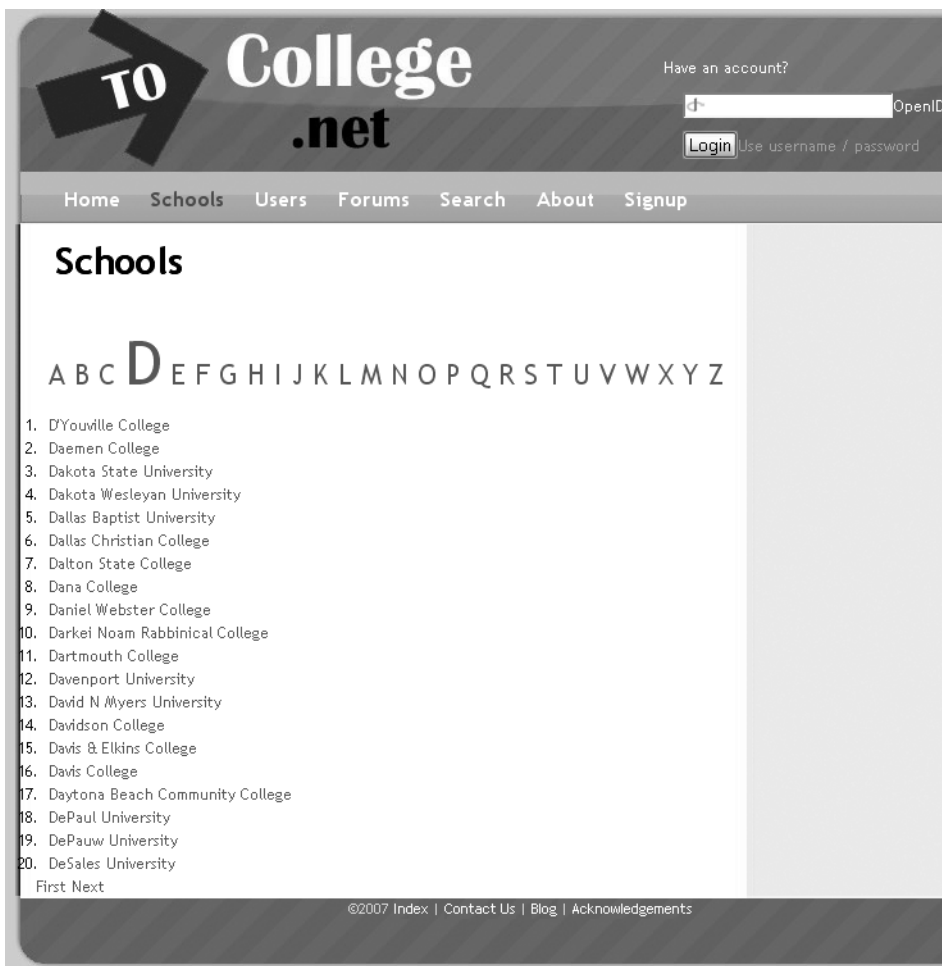 TO College
.net
Have an account?
OpenID
Login Use username / password
Home Schools Users Forums Search About Signup
Schools
A B C D E F G H I J K L M N O P Q R S T U V W X Y Z
1. D'Youville College
2. Daemen College
3. Dakota State University
4. Dakota Wesleyan University
5. Dallas Baptist University
6. Dallas Christian College
7. Dalton State College
8. Dana College
9. Daniel Webster College
10. Darkei Noam Rabbinical College
11. Dartmouth College
12. Davenport University
13. David N Myers University
14. Davidson College
15. Davis & Elkins College
16. Davis College
17. Daytona Beach Community College
18. DePaul University
19. DePauw University
20. DeSales University
First Next
©2007 Index | Contact Us | Blog | Acknowledgements